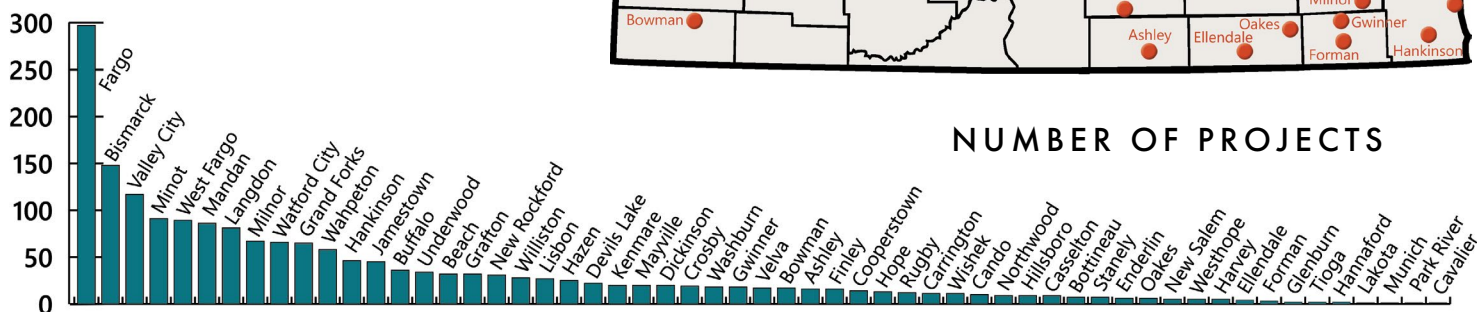 Milnor
Bowman
Oakes
Gwinner
Ashley
Ellendale
Forman
Hankinson
NUMBER OF PROJECTS
300
250
200
150
100
50
0
Fargo
Bismarck
Valley City
Minot
West Fargo
Mandan
Langdon
Milnor
Watford City
Grand Forks
Wahpeton
Hankinson
Jamestown
Buffalo
Underwood
Beach
Grafton
New Rockford
Williston
Lisbon
Hazen
Devils Lake
Kenmare
Mayville
Dickinson
Crosby
Washburn
Gwinner
Velva
Bowman
Ashley
Finley
Cooperstown
Hope
Rugby
Carrington
Wishek
Cando
Northwood
Hillsboro
Casselton
Bottineau
Stanely
Enderlin
Oakes
New Salem
Westhope
Harvey
Ellendale
Forman
Glenburn
Tioga
Hannaford
Lakota
Munich
Park River
Cavalier